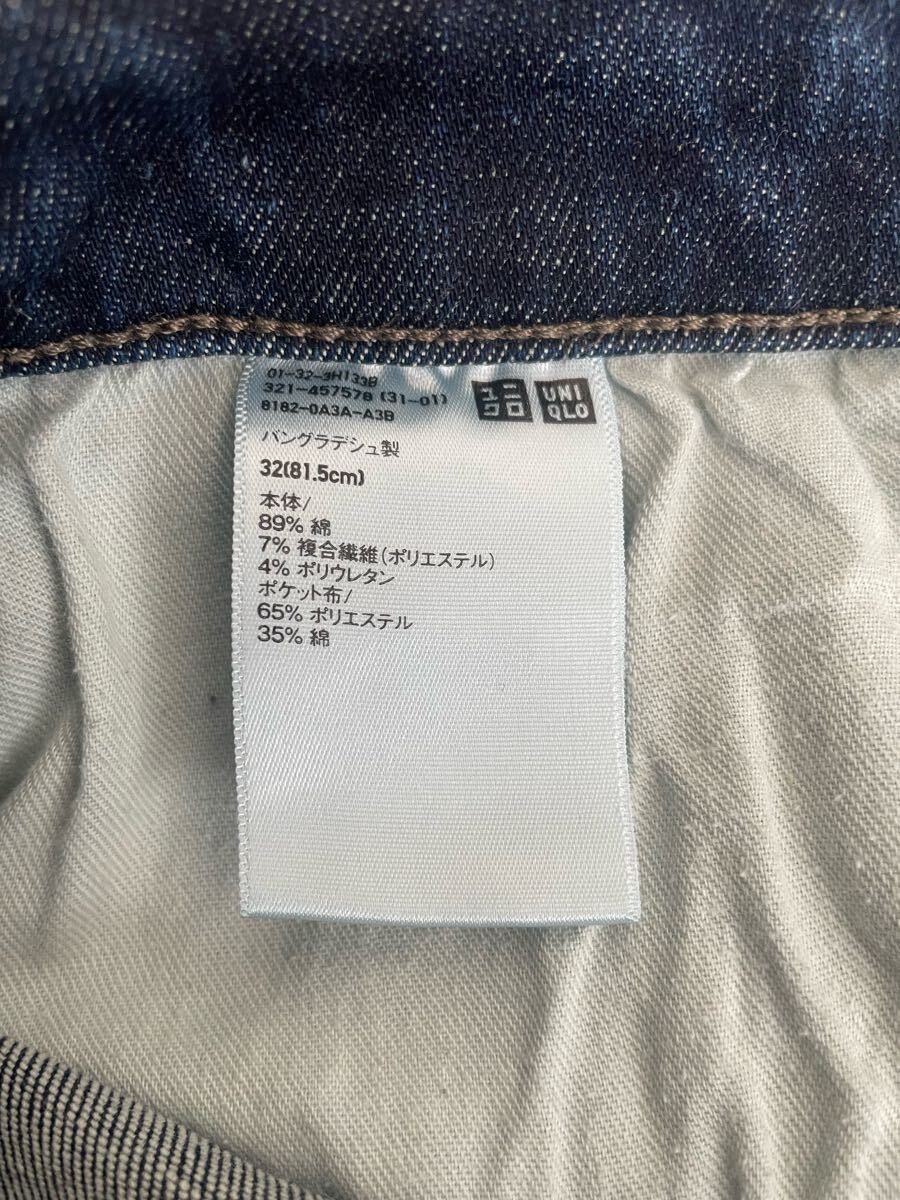 01-32-3H133B
321-457578 (31-01)
8182-0A3A-A3B
ユニクロ
UNIQLO
バングラデシュ製
32(81.5cm)
本体/
89% 綿
7% 複合繊維(ポリエステル)
4% ポリウレタン
ポケット布/
65% ポリエステル
35% 綿